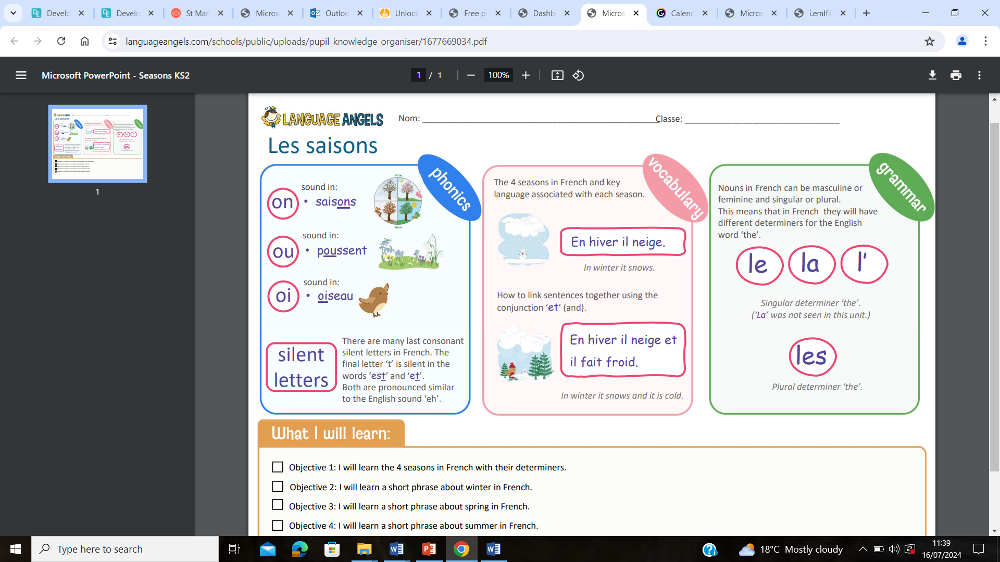 Develo
Develo
St Mar
Micros
Outloo
Unlock
Free p
Dashb
Micros
Calend
Micros
i.emlfil
languageangels.com/schools/public/uploads/pupil_knowledge_organiser/1677669034.pdf
Microsoft PowerPoint - Seasons KS2
1 / 1
100%
1
LANGUAGE ANGELS
Nom:
Classe:
Les saisons
phonics
on
sound in:
• saisons
ou
sound in:
• poussent
oi
sound in:
• oiseau
silent
letters
There are many last consonant
silent letters in French. The
final letter ‘t’ is silent in the
words ‘est’ and ‘et’.
Both are pronounced similar
to the English sound ‘eh’.
vocabulary
The 4 seasons in French and key
language associated with each season.
En hiver il neige.
In winter it snows.
How to link sentences together using the
conjunction ‘et’ (and).
En hiver il neige et
il fait froid.
In winter it snows and it is cold.
grammar
Nouns in French can be masculine or
feminine and singular or plural.
This means that in French they will have
different determiners for the English
word ‘the’.
le
la
l’
Singular determiner ‘the’.
(‘La’ was not seen in this unit.)
les
Plural determiner ‘the’.
What I will learn:
Objective 1: I will learn the 4 seasons in French with their determiners.
Objective 2: I will learn a short phrase about winter in French.
Objective 3: I will learn a short phrase about spring in French.
Objective 4: I will learn a short phrase about summer in French.
Type here to search
18°C Mostly cloudy
11:39
16/07/2024